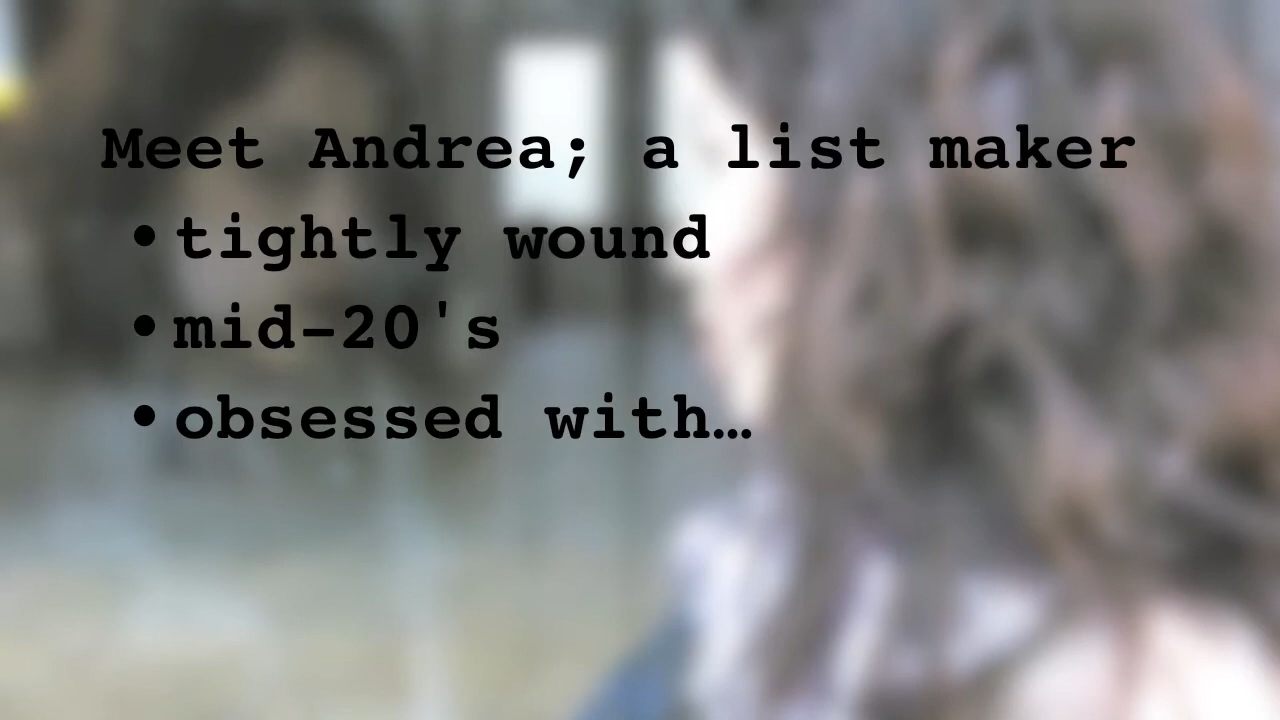 Meet Andrea; a list maker
•tightly wound
•mid-20's
•obsessed with…